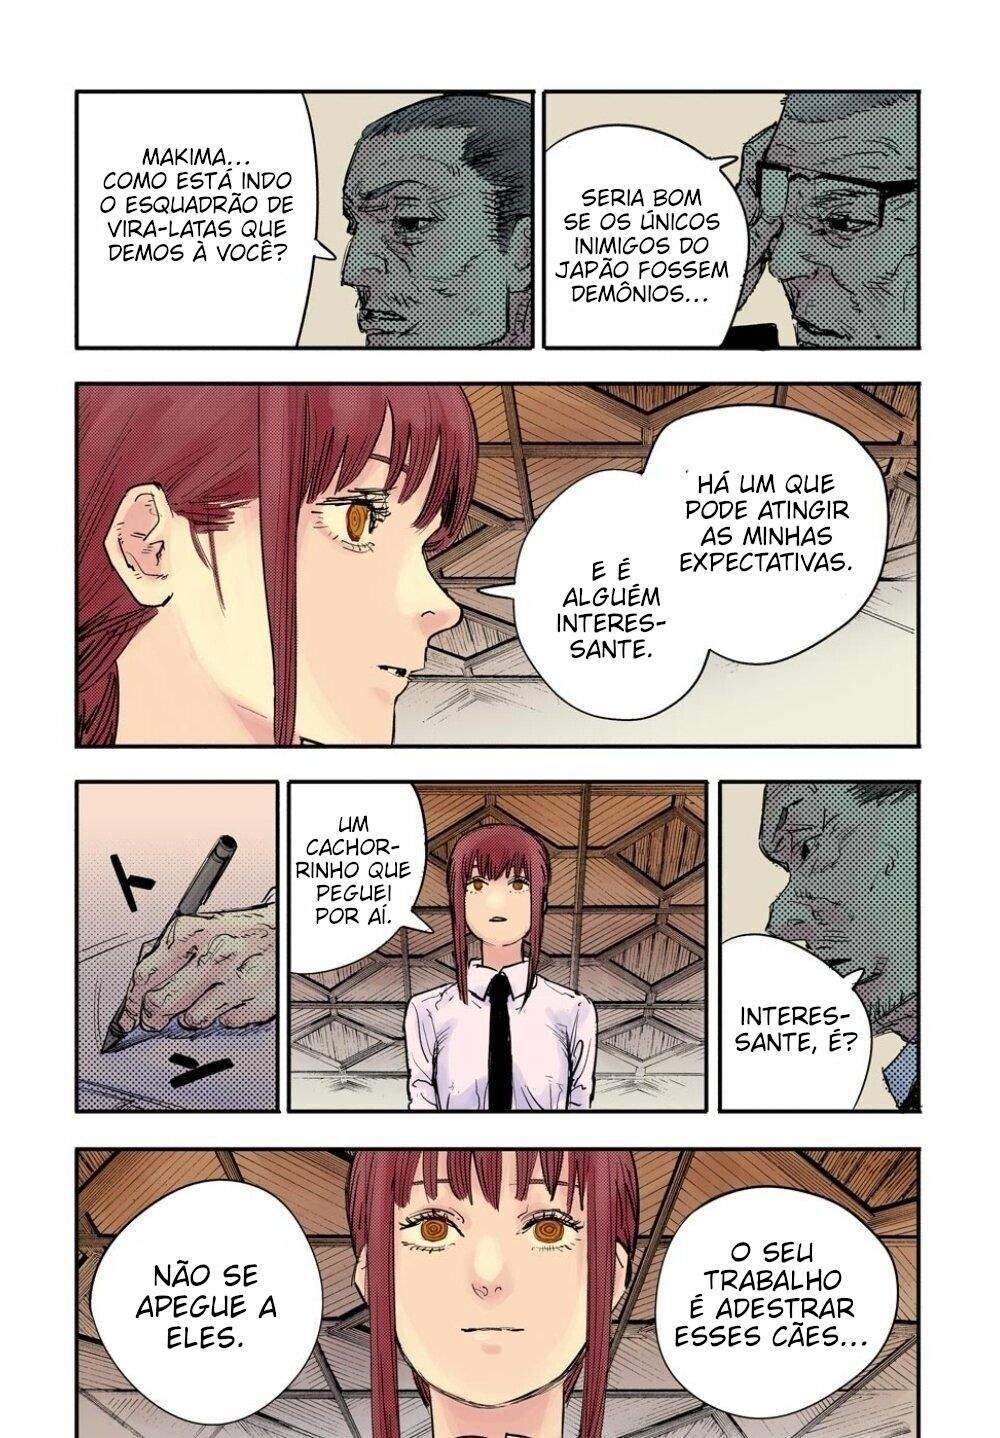 SERIA BOM
SE OS ÚNICOS
INIMIGOS DO
JAPÃO FOSSEM
DEMÔNIOS...
MAKIMA...
COMO ESTÁ INDO
O ESQUADRÃO DE
VIRA-LATAS QUE
DEMOS À VOCÊ?
HÁ UM QUE
PODE ATINGIR
AS MINHAS
EXPECTATIVAS.
E É
ALGUÉM
INTERES-
SANTE.
INTERES-
SANTE, É?
UM
CACHOR-
RINHO QUE
PEGUEI
POR AÍ.
ト
ン
O SEU
TRABALHO
É ADESTRAR
ESSES CÃES...
NÃO SE
APEGUE A
ELES.